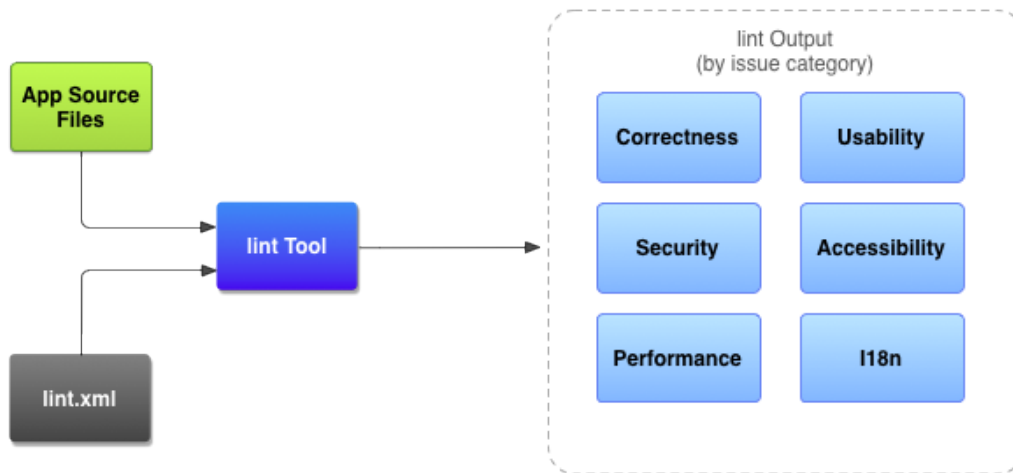 lint Output
(by issue category)
App Source
Files
Correctness
Usability
lint Tool
Security
Accessibility
lint.xml
Performance
I18n